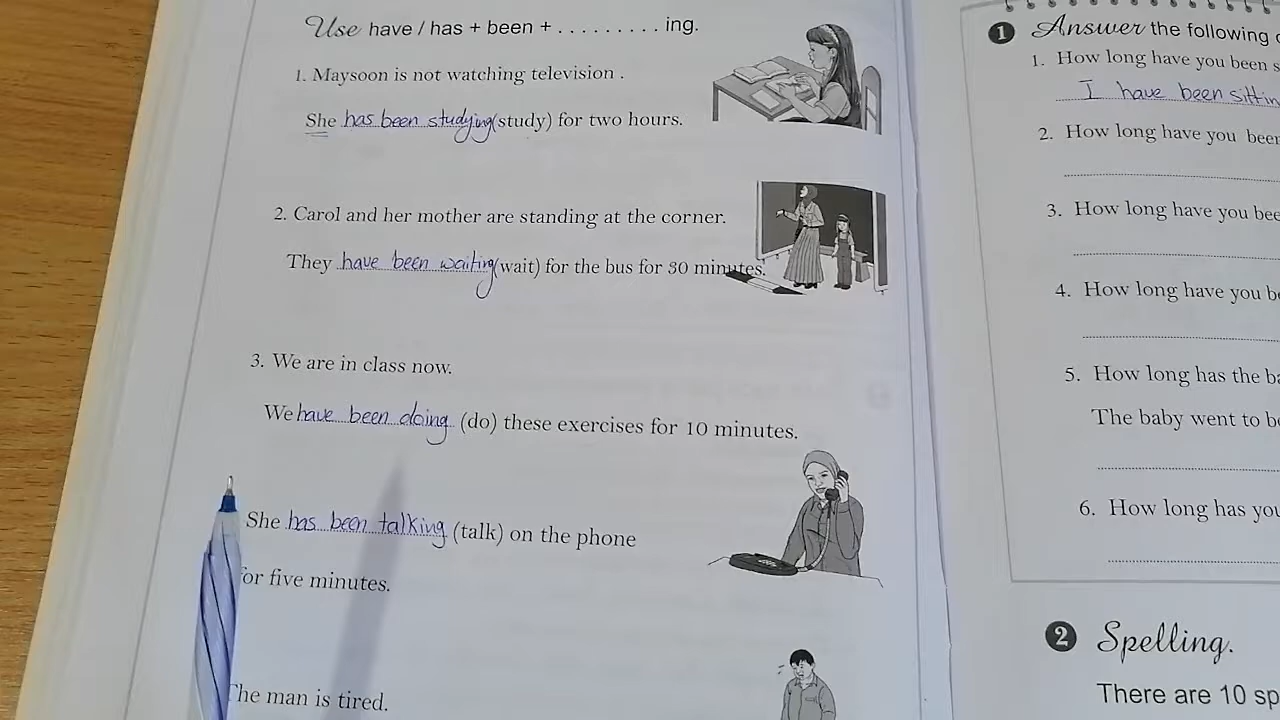 Use have / has + been + . . . . . . . . . ing.
1. Maysoon is not watching television .
She has been studying (study) for two hours.
2. Carol and her mother are standing at the corner.
They have been waiting (wait) for the bus for 30 minutes.
3. We are in class now.
We have been doing (do) these exercises for 10 minutes.
She has been talking (talk) on the phone
for five minutes.
The man is tired.
1 Answer the following
1. How long have you been s
I have been sittin
2. How long have you been
3. How long have you bee
4. How long have you b
5. How long has the ba
The baby went to b
6. How long has you
2 Spelling.
There are 10 sp